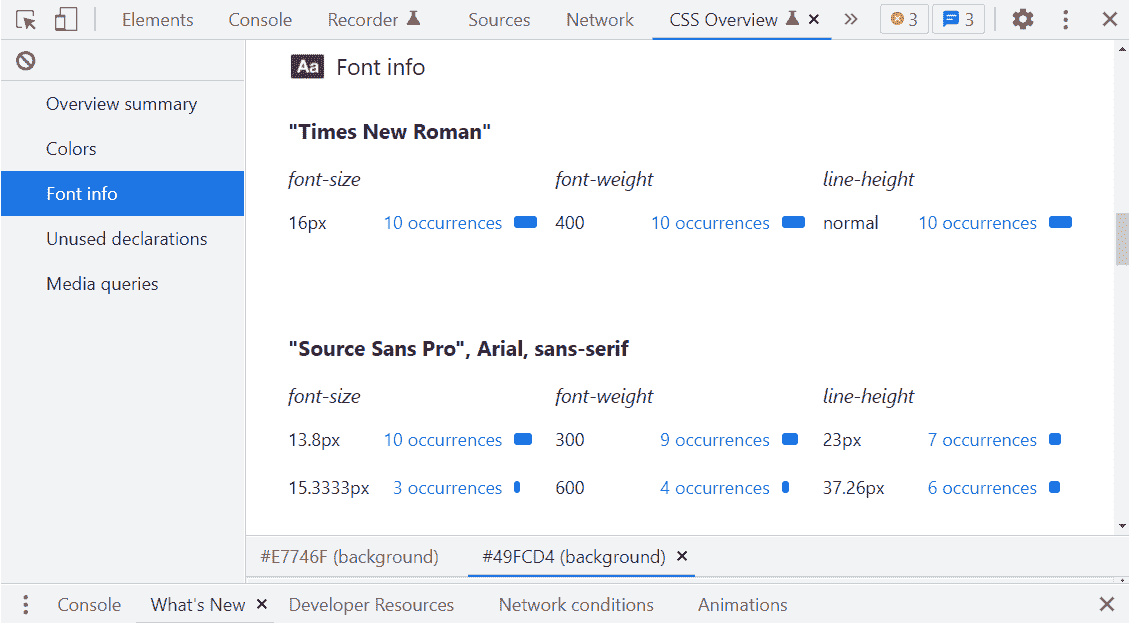 Elements Console Recorder Sources Network CSS Overview × » 3 3
Aa Font info
Overview summary
Colors
Font info
Unused declarations
Media queries
"Times New Roman"
font-size font-weight line-height
16px 10 occurrences 400 10 occurrences normal 10 occurrences
"Source Sans Pro", Arial, sans-serif
font-size font-weight line-height
13.8px 10 occurrences 300 9 occurrences 23px 7 occurrences
15.3333px 3 occurrences 600 4 occurrences 37.26px 6 occurrences
#E7746F (background) #49FCD4 (background) ×
Console What's New × Developer Resources Network conditions Animations